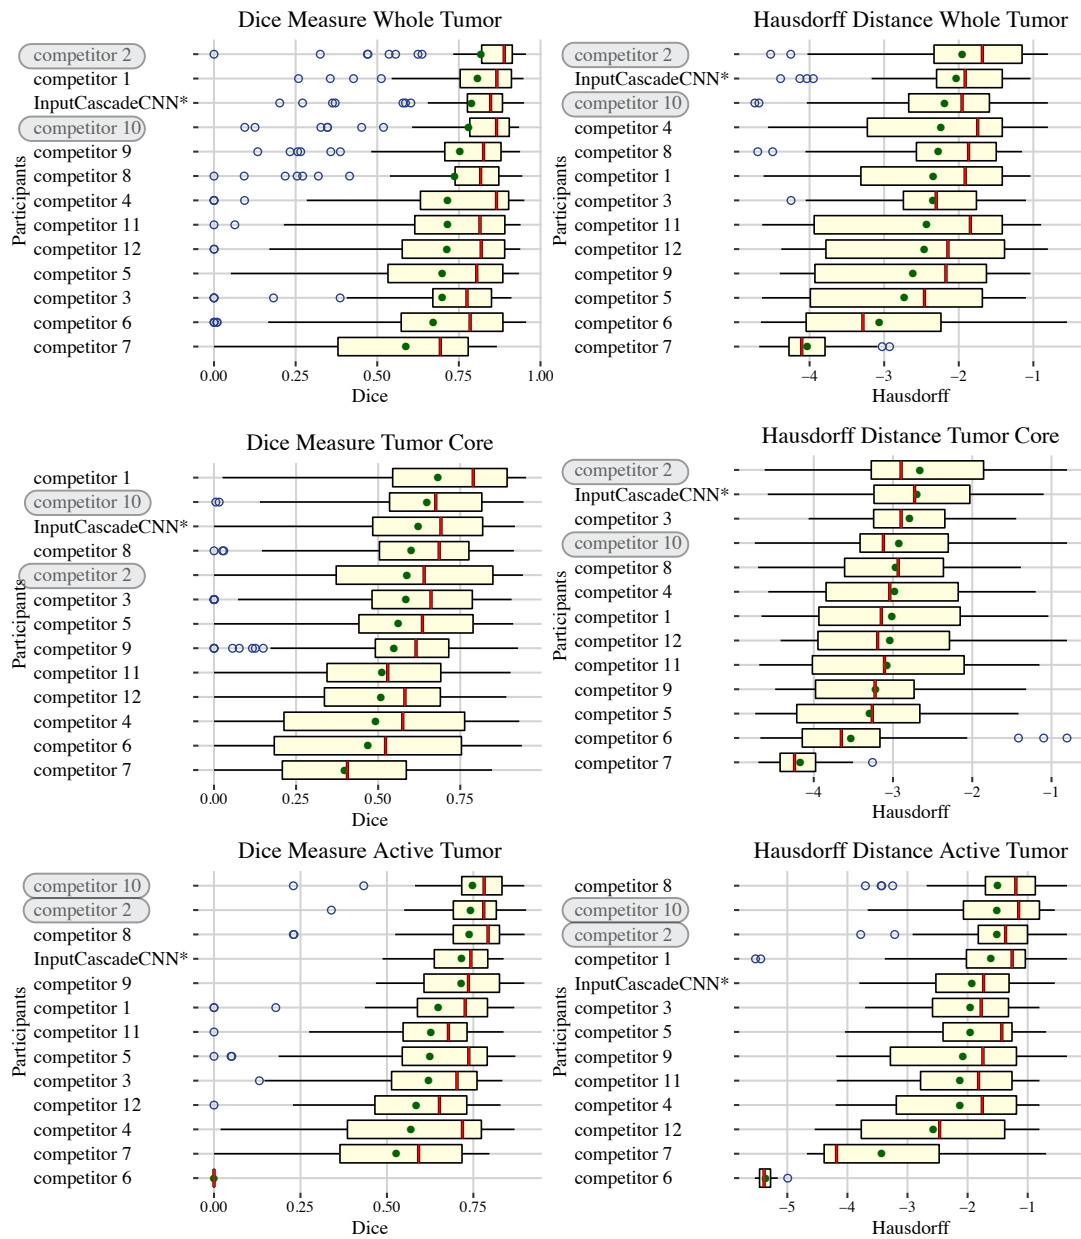 Dice Measure Whole Tumor
Participants
competitor 2
competitor 1
InputCascadeCNN*
competitor 10
competitor 9
competitor 8
competitor 4
competitor 11
competitor 12
competitor 5
competitor 3
competitor 6
competitor 7
0.00 0.25 0.50 0.75 1.00
Dice
Hausdorff Distance Whole Tumor
Participants
competitor 2
InputCascadeCNN*
competitor 10
competitor 4
competitor 8
competitor 1
competitor 3
competitor 11
competitor 12
competitor 9
competitor 5
competitor 6
competitor 7
−4 −3 −2 −1
Hausdorff
Dice Measure Tumor Core
Participants
competitor 1
competitor 10
InputCascadeCNN*
competitor 8
competitor 2
competitor 3
competitor 5
competitor 9
competitor 11
competitor 12
competitor 4
competitor 6
competitor 7
0.00 0.25 0.50 0.75
Dice
Hausdorff Distance Tumor Core
Participants
competitor 2
InputCascadeCNN*
competitor 3
competitor 10
competitor 8
competitor 4
competitor 1
competitor 12
competitor 11
competitor 9
competitor 5
competitor 6
competitor 7
−4 −3 −2 −1
Hausdorff
Dice Measure Active Tumor
Participants
competitor 10
competitor 2
competitor 8
InputCascadeCNN*
competitor 9
competitor 1
competitor 11
competitor 5
competitor 3
competitor 12
competitor 4
competitor 7
competitor 6
0.00 0.25 0.50 0.75
Dice
Hausdorff Distance Active Tumor
Participants
competitor 8
competitor 10
competitor 2
competitor 1
InputCascadeCNN*
competitor 3
competitor 5
competitor 9
competitor 11
competitor 4
competitor 12
competitor 7
competitor 6
−5 −4 −3 −2 −1
Hausdorff